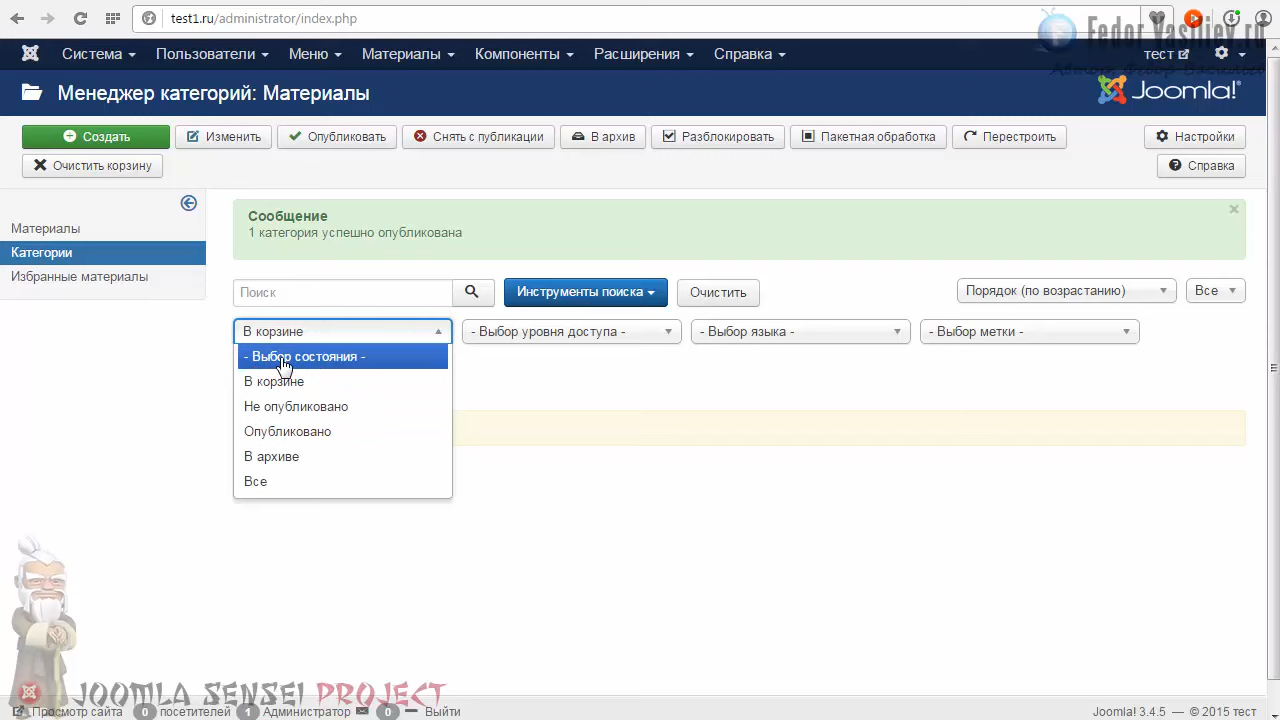 test1.ru/administrator/index.php
Fedor Vasiliev.ru
Система Пользователи Меню Материалы Компоненты Расширения Справка тест
Менеджер категорий: Материалы
Joomla!
Создать Изменить Опубликовать Снять с публикации В архив Разблокировать Пакетная обработка Перестроить Настройки
Очистить корзину Справка
Материалы
Категории
Избранные материалы
Сообщение
1 категория успешно опубликована
Поиск Инструменты поиска Очистить Порядок (по возрастанию) Все
В корзине - Выбор уровня доступа - - Выбор языка - - Выбор метки -
- Выбор состояния -
В корзине
Не опубликовано
Опубликовано
В архиве
Все
JOOMLA SENSEI PROJECT
Просмотр сайта 0 посетителей 1 Администратор 0 Выйти Joomla! 3.4.5 — © 2015 тест